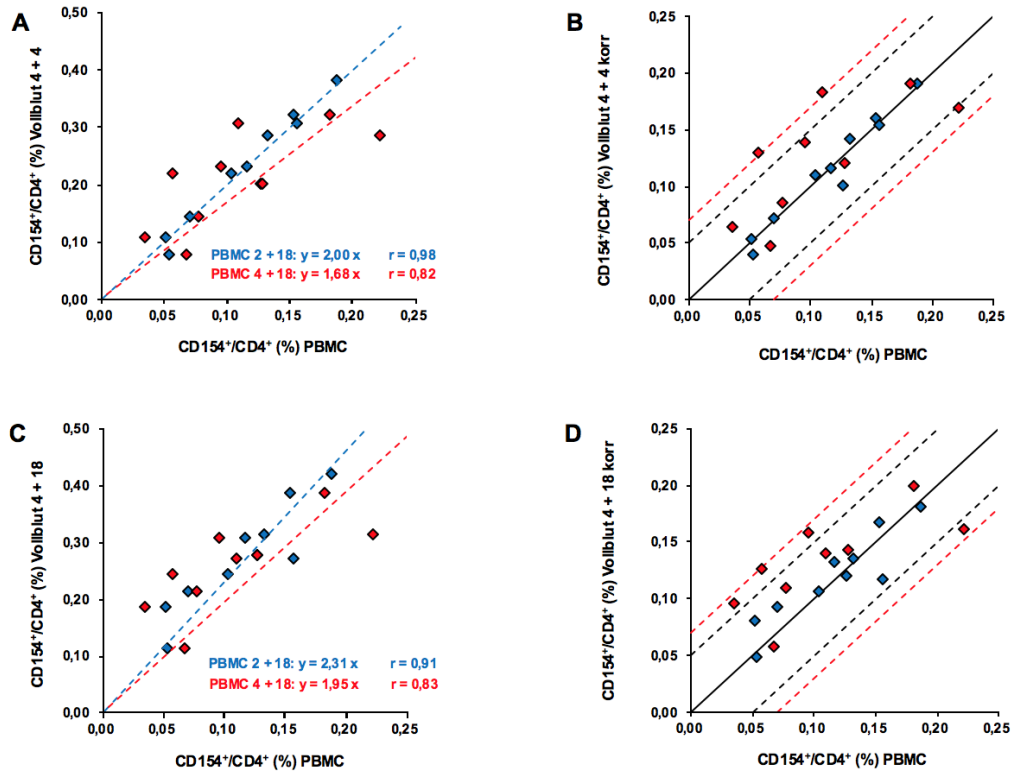 A
CD154⁺/CD4⁺ (%) Vollblut 4 + 4
0,50
0,40
0,30
0,20
0,10
0,00
PBMC 2 + 18: y = 2,00 x r = 0,98
PBMC 4 + 18: y = 1,68 x r = 0,82
0,00 0,05 0,10 0,15 0,20 0,25
CD154⁺/CD4⁺ (%) PBMC
B
CD154⁺/CD4⁺ (%) Vollblut 4 + 4 korr
0,25
0,20
0,15
0,10
0,05
0,00
0,00 0,05 0,10 0,15 0,20 0,25
CD154⁺/CD4⁺ (%) PBMC
C
CD154⁺/CD4⁺ (%) Vollblut 4 + 18
0,50
0,40
0,30
0,20
0,10
0,00
PBMC 2 + 18: y = 2,31 x r = 0,91
PBMC 4 + 18: y = 1,95 x r = 0,83
0,00 0,05 0,10 0,15 0,20 0,25
CD154⁺/CD4⁺ (%) PBMC
D
CD154⁺/CD4⁺ (%) Vollblut 4 + 18 korr
0,25
0,20
0,15
0,10
0,05
0,00
0,00 0,05 0,10 0,15 0,20 0,25
CD154⁺/CD4⁺ (%) PBMC